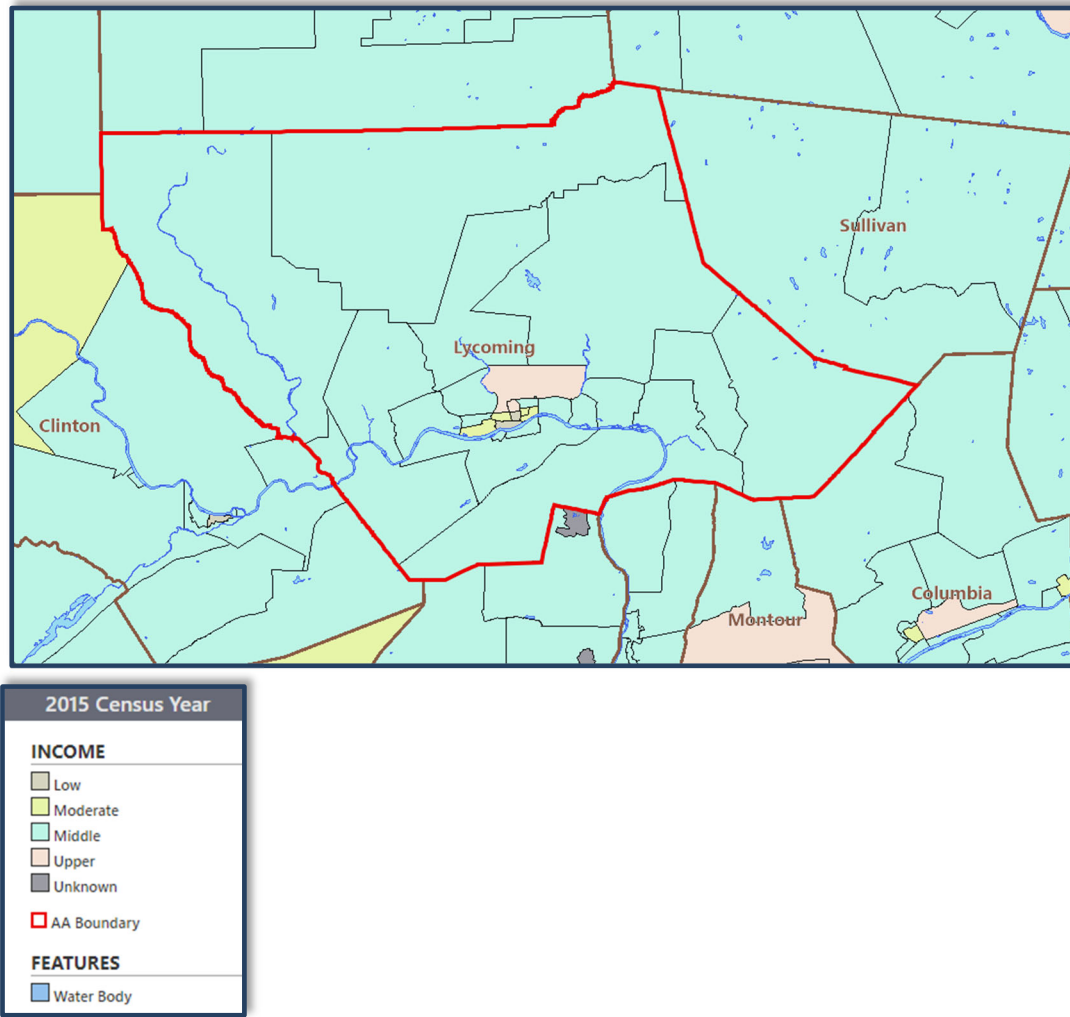 Sullivan
Lycoming
Clinton
Columbia
Montour
2015 Census Year
INCOME
Low
Moderate
Middle
Upper
Unknown
AA Boundary
FEATURES
Water Body